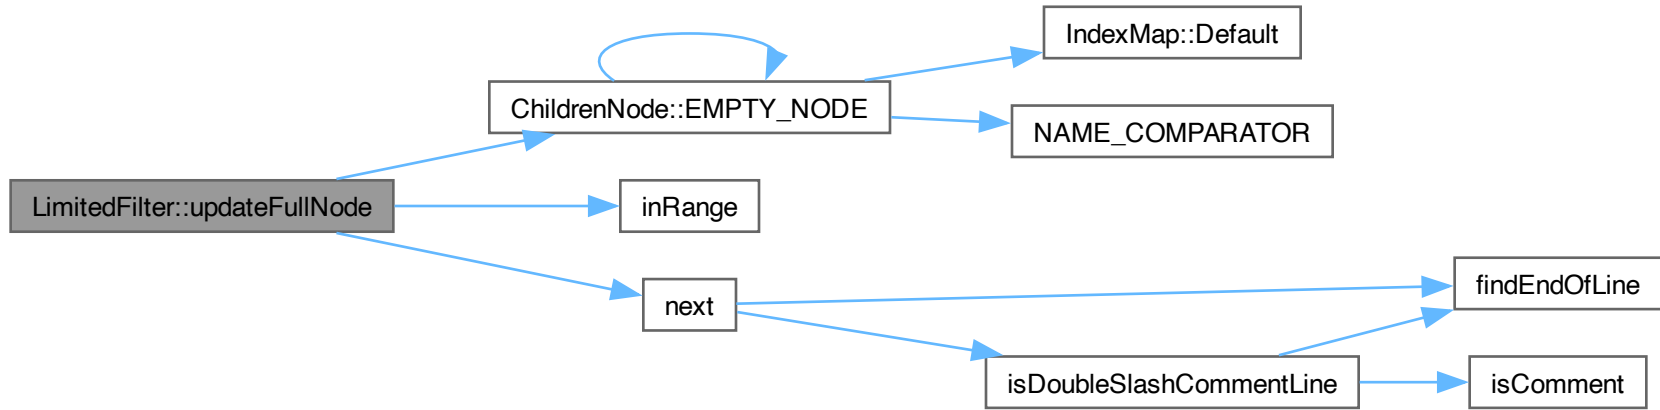 IndexMap::Default
ChildrenNode::EMPTY_NODE
NAME_COMPARATOR
LimitedFilter::updateFullNode
inRange
next
findEndOfLine
isDoubleSlashCommentLine
isComment